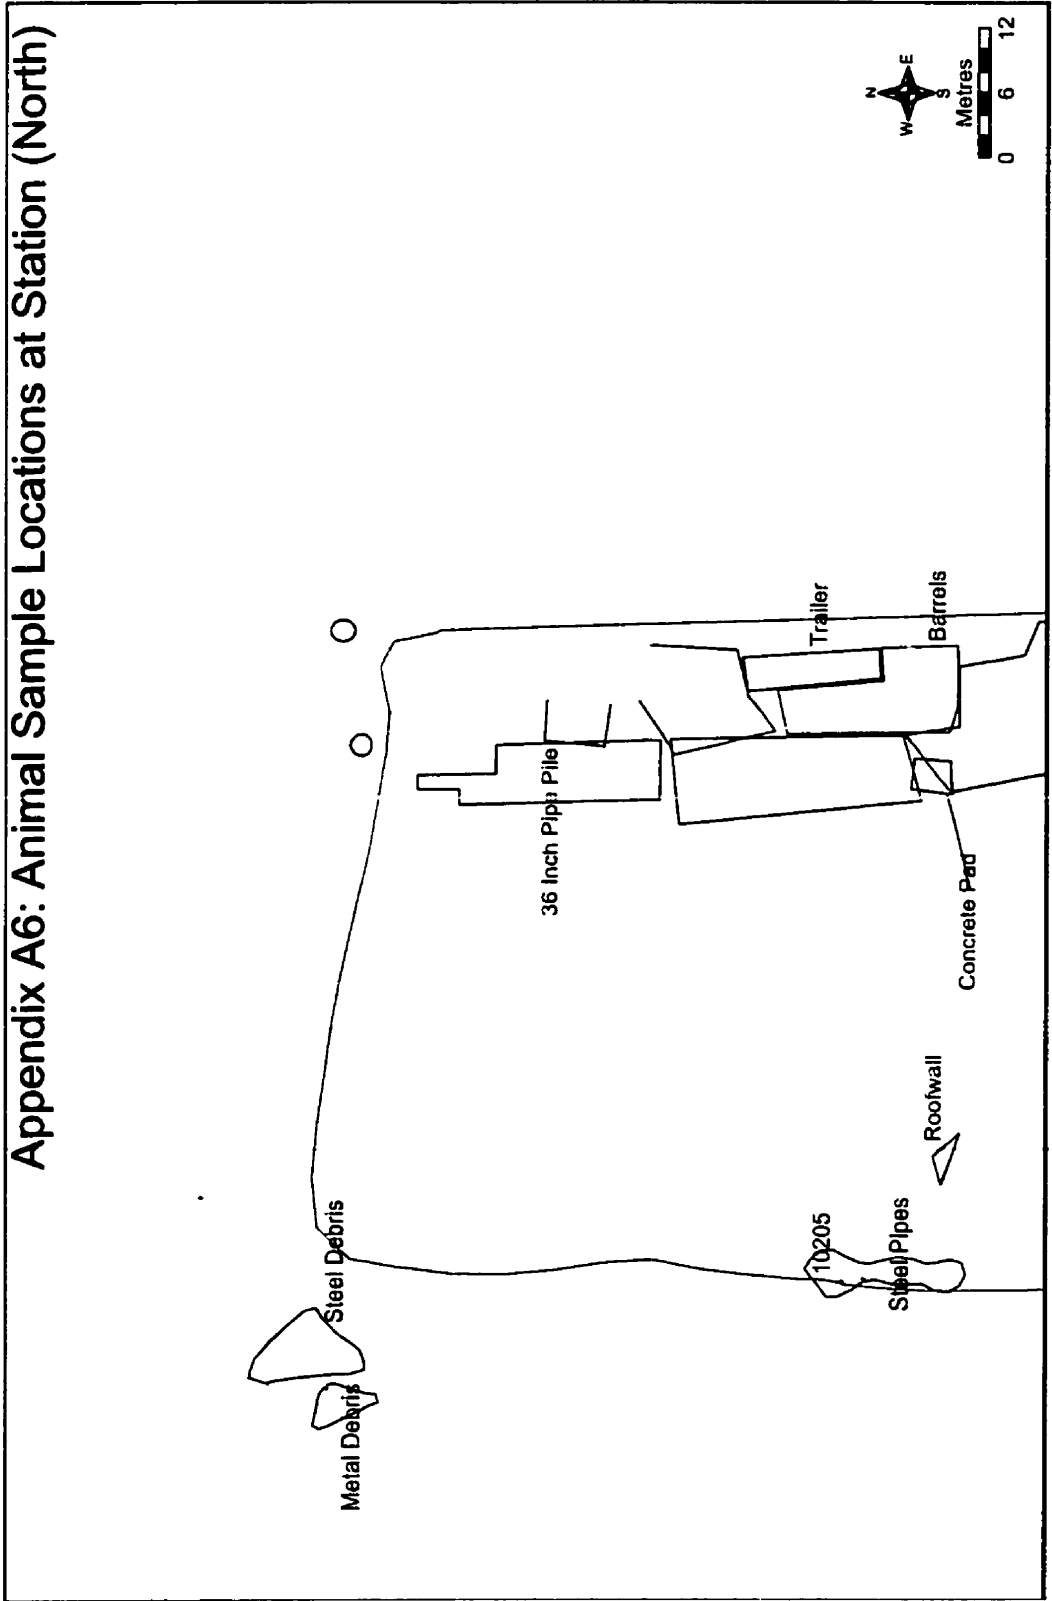 Appendix A6: Animal Sample Locations at Station (North)
Metal Debris
Steel Debris
36 Inch Pipe Pile
10205
Steel Pipes
Roofwall
Concrete Pad
Trailer
Barrels
N
W
E
S
Metres
0 6 12